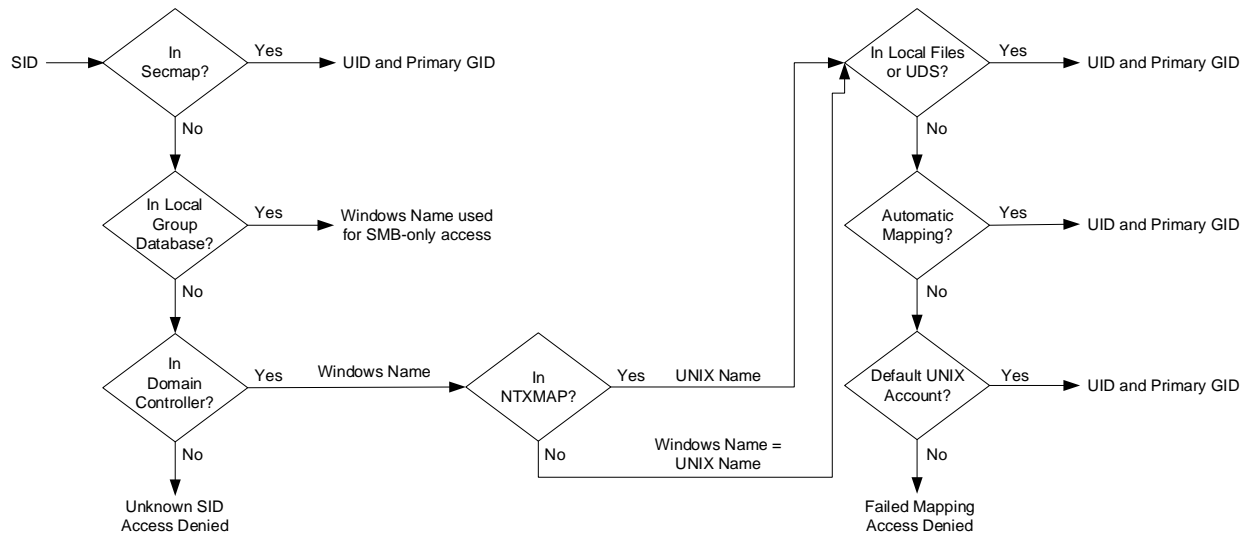 SID
In
Secmap?
Yes
UID and Primary GID
No
In Local
Group
Database?
Yes
Windows Name used
for SMB-only access
No
In
Domain
Controller?
Yes
Windows Name
No
Unknown SID
Access Denied
In
NTXMAP?
Yes
UNIX Name
No
Windows Name =
UNIX Name
In Local Files
or UDS?
Yes
UID and Primary GID
No
Automatic
Mapping?
Yes
UID and Primary GID
No
Default UNIX
Account?
Yes
UID and Primary GID
No
Failed Mapping
Access Denied